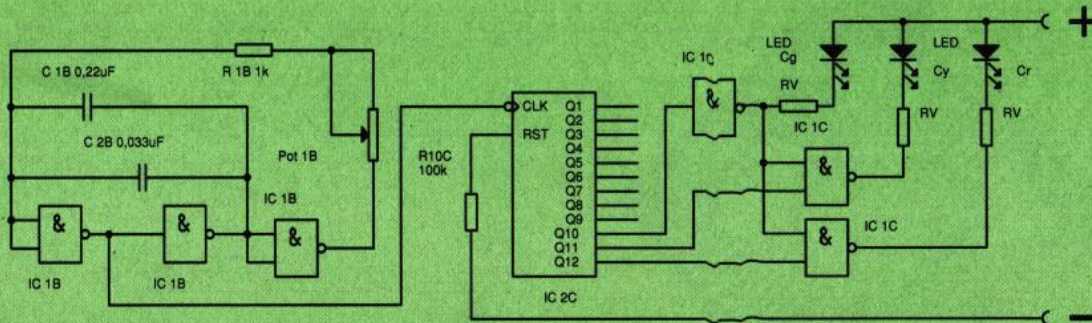 +
R 1B 1k
C 1B 0,22uF
C 2B 0,033uF
Pot 1B
IC 1B
&
&
&
IC 1B
IC 1B
R10C
100k
CLK
RST
Q1
Q2
Q3
Q4
Q5
Q6
Q7
Q8
Q9
Q10
Q11
Q12
IC 2C
IC 1C
&
RV
IC 1C
LED
Cg
Cy
LED
Cr
RV
RV
&
&
IC 1C
−